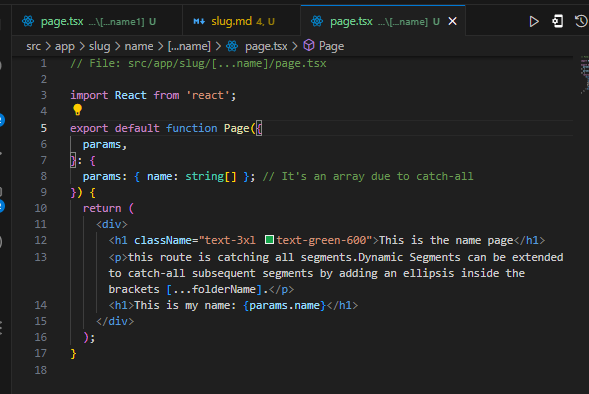 page.tsx ...\[...name1] U slug.md 4, U page.tsx ...\[...name] U
src > app > slug > name > [...name] > page.tsx > Page
1 // File: src/app/slug/[...name]/page.tsx
2
3 import React from 'react';
4
5 export default function Page({
6 params,
7 }: {
8 params: { name: string[] }; // It's an array due to catch-all
9 }) {
10 return (
11 <div>
12 <h1 className="text-3xl text-green-600">This is the name page</h1>
13 <p>this route is catching all segments.Dynamic Segments can be extended
to catch-all subsequent segments by adding an ellipsis inside the
brackets [...folderName].</p>
14 <h1>This is my name: {params.name}</h1>
15 </div>
16 );
17 }
18